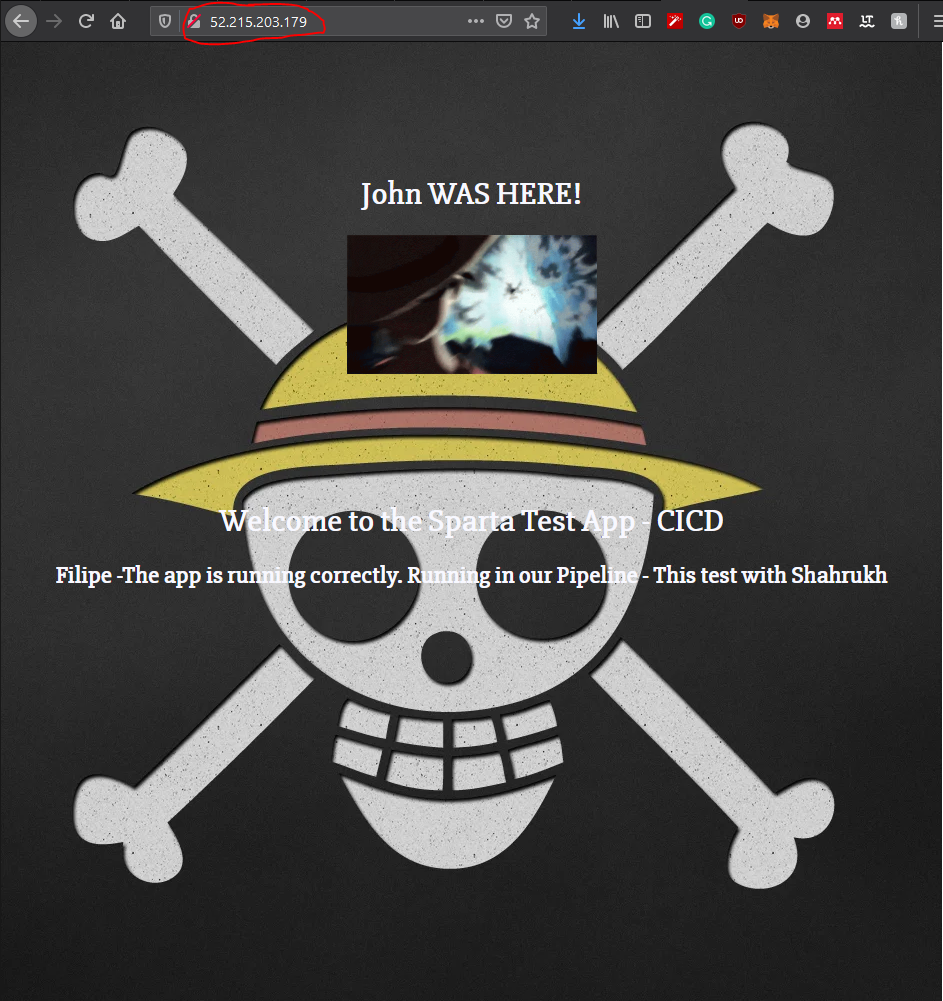 52.215.203.179
John WAS HERE!
Welcome to the Sparta Test App - CICD
Filipe -The app is running correctly. Running in our Pipeline - This test with Shahrukh